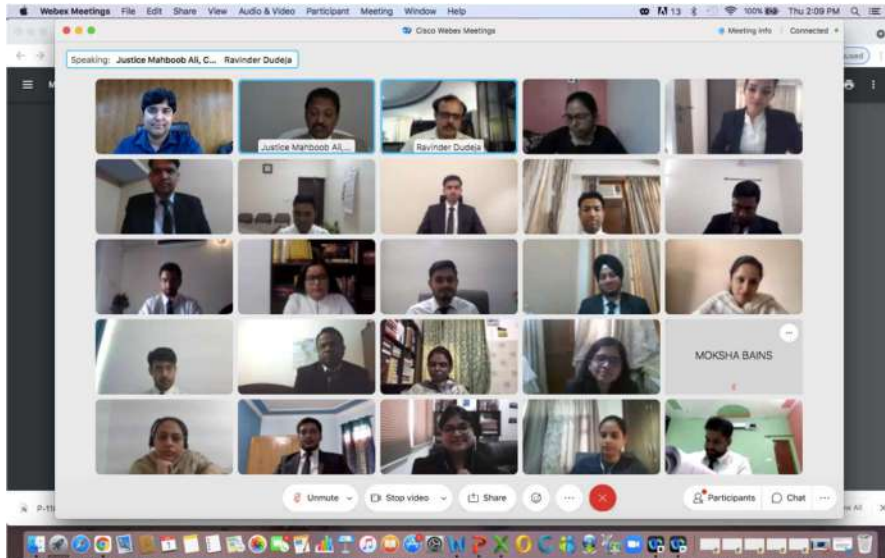 Webex Meetings File Edit Share View Audio & Video Participant Meeting Window Help 13 100% Thu 2:09 PM
Cisco Webex Meetings
Meeting Info Connected
Speaking: Justice Mahboob Ali, C... Ravinder Dudeja
M
Justice Mahboob Ali,...
Ravinder Dudeja
MOKSHA BAINS
Unmute Stop video Share Participants Chat